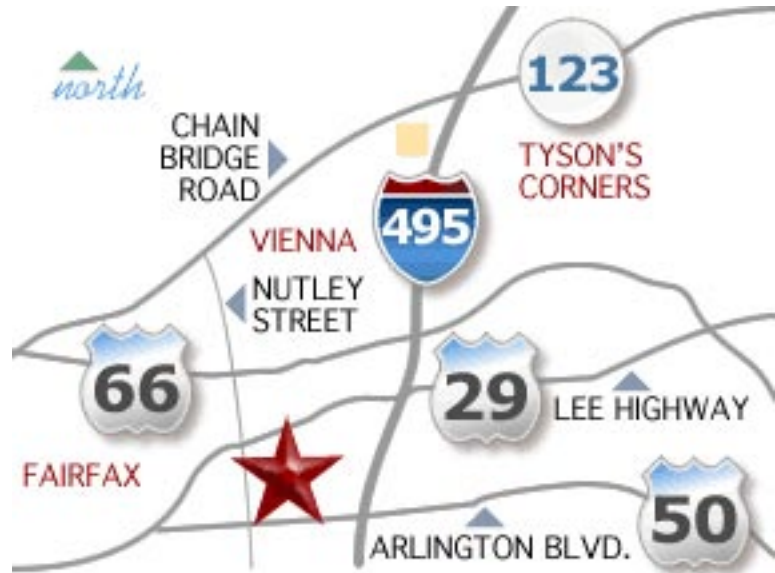 north
123
CHAIN
BRIDGE
ROAD
TYSON'S
CORNERS
VIENNA
495
NUTLEY
STREET
66
29
LEE HIGHWAY
FAIRFAX
50
ARLINGTON BLVD.